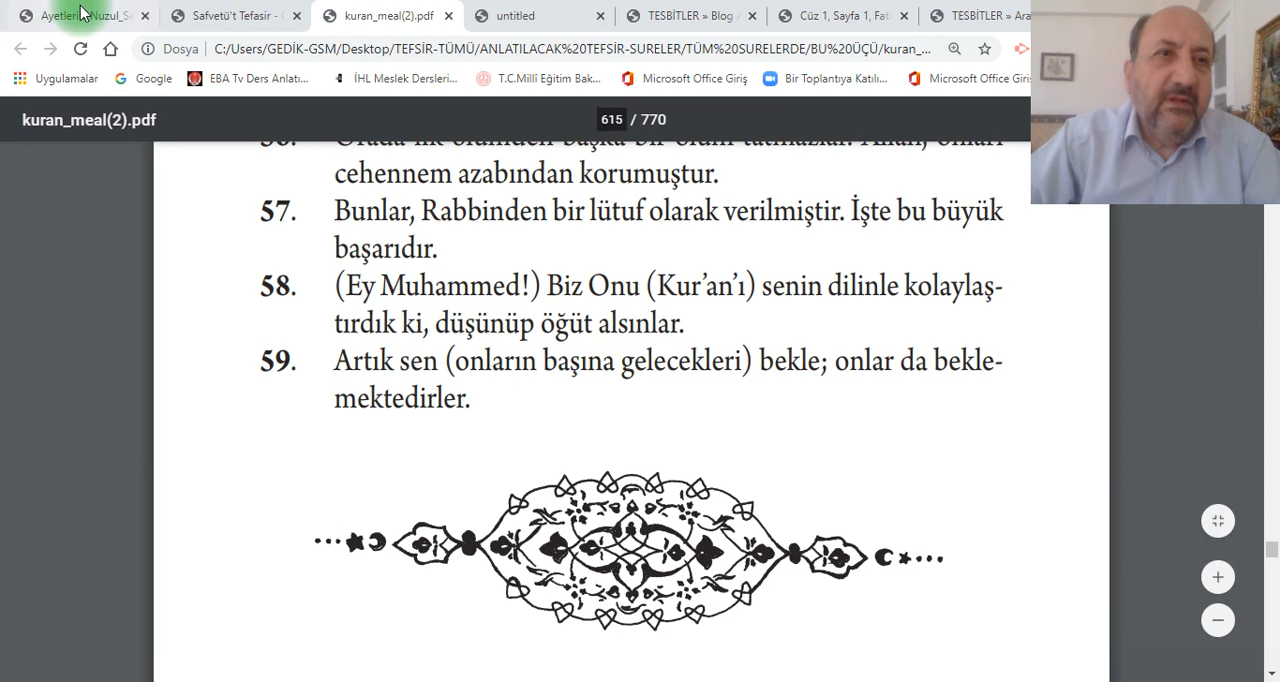 Ayetleri Nuzul_Se
Safvetü't Tefasir - 
kuran_meal(2).pdf
untitled
TESBİTLER » Blog
Cüz 1, Sayfa 1, Fati
TESBİTLER » Ara
Dosya
C:/Users/GEDİK-GSM/Desktop/TEFSİR-TÜMÜ/ANLATILACAK%20TEFSİR-SURELER/TÜM%20SURELERDE/BU%20ÜÇÜ/kuran_...
Uygulamalar
Google
EBA Tv Ders Anlatı...
İHL Meslek Dersleri...
T.C.Millî Eğitim Bak...
Microsoft Office Giriş
Bir Toplantıya Katılı...
Microsoft Office Giriş
kuran_meal(2).pdf
615 / 770
cehennem azabından korumuştur.
57. Bunlar, Rabbinden bir lütuf olarak verilmiştir. İşte bu büyük
başarıdır.
58. (Ey Muhammed!) Biz Onu (Kur’an’ı) senin dilinle kolaylaş-
tırdık ki, düşünüp öğüt alsınlar.
59. Artık sen (onların başına gelecekleri) bekle; onlar da bekle-
mektedirler.